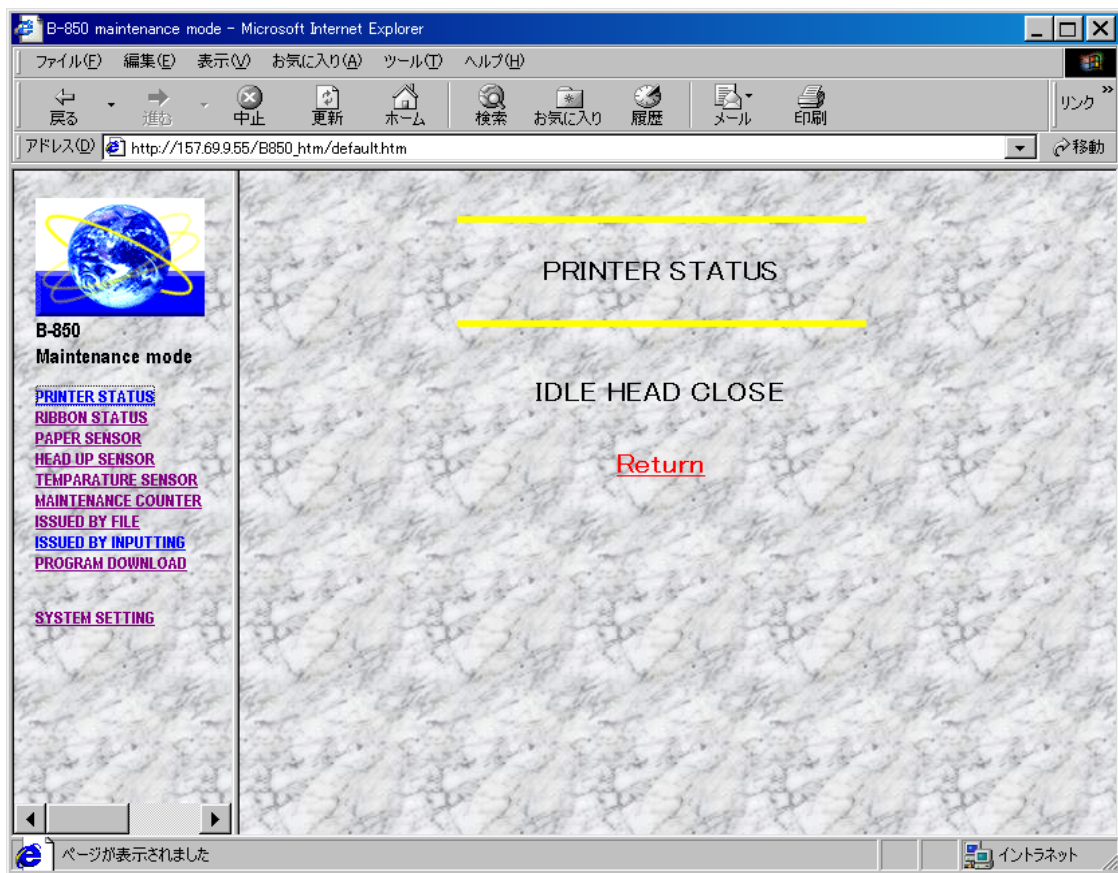 B-850 maintenance mode - Microsoft Internet Explorer
ファイル(F) 編集(E) 表示(V) お気に入り(A) ツール(T) ヘルプ(H)
戻る 進む 中止 更新 ホーム 検索 お気に入り 履歴 メール 印刷 リンク »
アドレス(D) http://157.69.9.55/B850_htm/default.htm 移動
B-850
Maintenance mode
PRINTER STATUS
RIBBON STATUS
PAPER SENSOR
HEAD UP SENSOR
TEMPARATURE SENSOR
MAINTENANCE COUNTER
ISSUED BY FILE
ISSUED BY INPUTTING
PROGRAM DOWNLOAD
SYSTEM SETTING
PRINTER STATUS
IDLE HEAD CLOSE
Return
ページが表示されました イントラネット